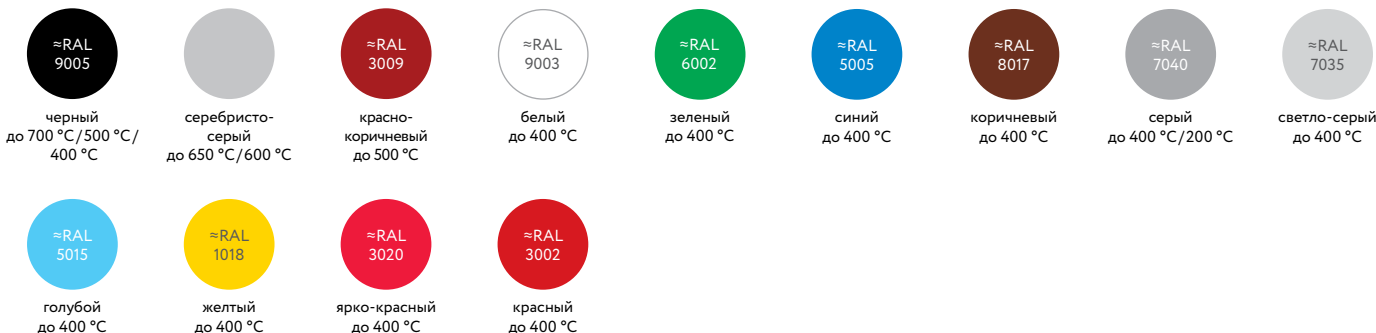 ≈RAL
9005
черный
до 700 °C/500 °C/
400 °C
серебристо-
серый
до 650 °C/600 °C
≈RAL
3009
красно-
коричневый
до 500 °C
≈RAL
9003
белый
до 400 °C
≈RAL
6002
зеленый
до 400 °C
≈RAL
5005
синий
до 400 °C
≈RAL
8017
коричневый
до 400 °C
≈RAL
7040
серый
до 400 °C/200 °C
≈RAL
7035
светло-серый
до 400 °C
≈RAL
5015
голубой
до 400 °C
≈RAL
1018
желтый
до 400 °C
≈RAL
3020
ярко-красный
до 400 °C
≈RAL
3002
красный
до 400 °C